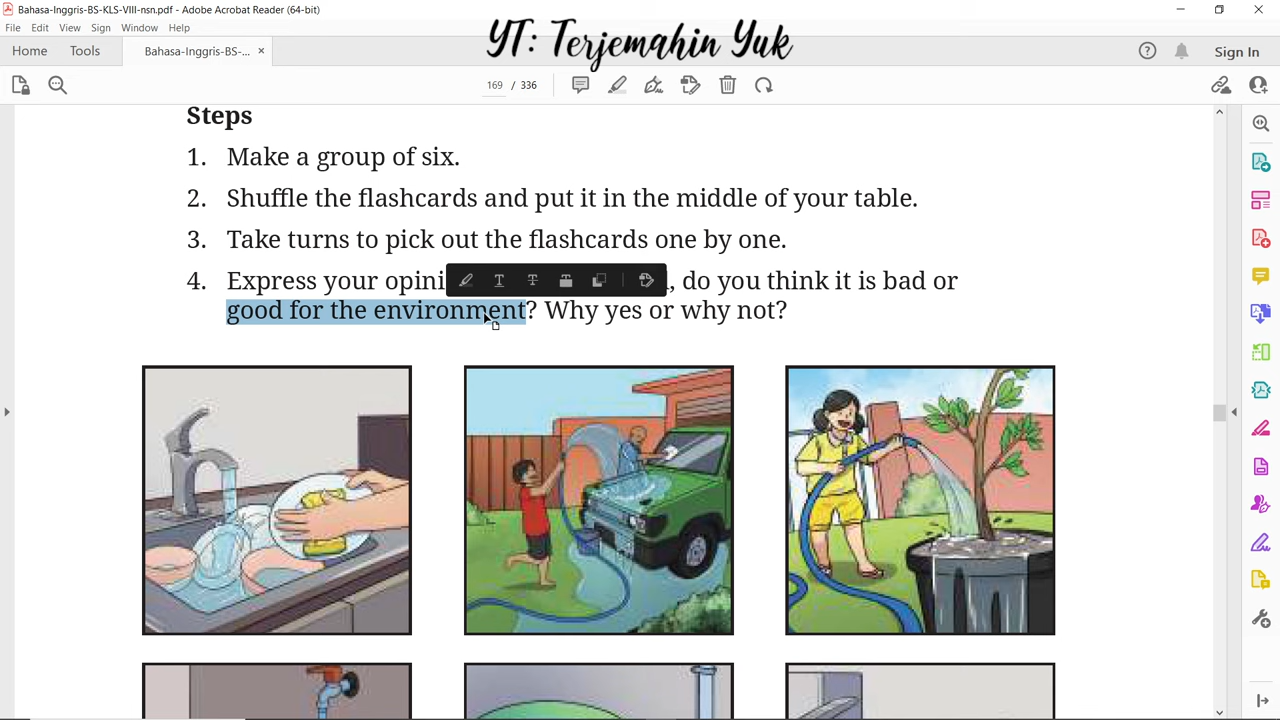 Bahasa-Inggris-BS-KLS-VIII-nsn.pdf - Adobe Acrobat Reader (64-bit)
File Edit View Sign Window Help
YT: Terjemahin Yuk
Home Tools Bahasa-Inggris-BS-... × Sign In
169 / 336
Steps
1. Make a group of six.
2. Shuffle the flashcards and put it in the middle of your table.
3. Take turns to pick out the flashcards one by one.
4. Express your opini , do you think it is bad or
good for the environment? Why yes or why not?